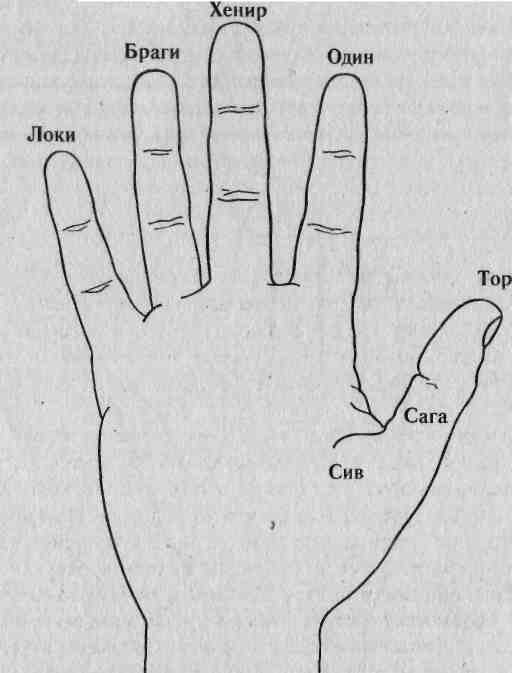 Хенир
Браги
Один
Локи
Тор
Сага
Сив